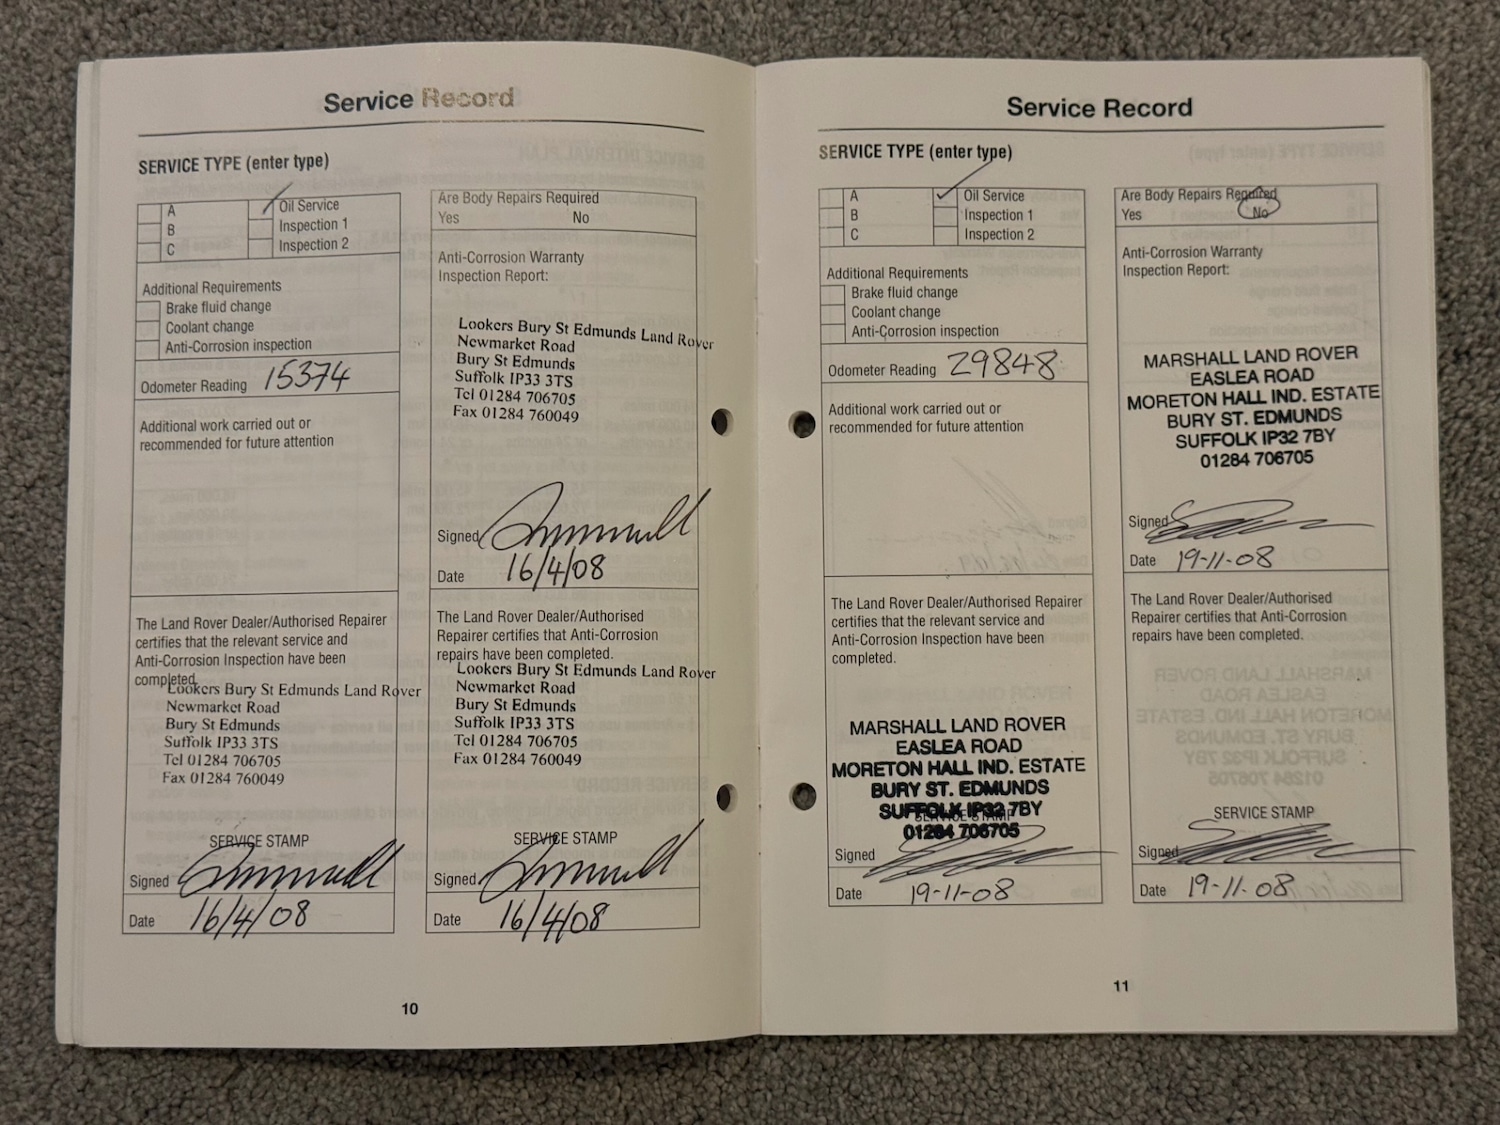 Service Record
SERVICE TYPE (enter type)
A
B
C
Oil Service
Inspection 1
Inspection 2
Additional Requirements
Brake fluid change
Coolant change
Anti-Corrosion inspection
Odometer Reading 15374
Additional work carried out or
recommended for future attention
The Land Rover Dealer/Authorised Repairer
certifies that the relevant service and
Anti-Corrosion Inspection have been
completed.
Lookers Bury St Edmunds Land Rover
Newmarket Road
Bury St Edmunds
Suffolk IP33 3TS
Tel 01284 706705
Fax 01284 760049
SERVICE STAMP
Signed
Date 16/4/08
Are Body Repairs Required
Yes No
Anti-Corrosion Warranty
Inspection Report:
Lookers Bury St Edmunds Land Rover
Newmarket Road
Bury St Edmunds
Suffolk IP33 3TS
Tel 01284 706705
Fax 01284 760049
Signed
Date 16/4/08
The Land Rover Dealer/Authorised
Repairer certifies that Anti-Corrosion
repairs have been completed.
Lookers Bury St Edmunds Land Rover
Newmarket Road
Bury St Edmunds
Suffolk IP33 3TS
Tel 01284 706705
Fax 01284 760049
SERVICE STAMP
Signed
Date 16/4/08
10
Service Record
SERVICE TYPE (enter type)
A
B
C
Oil Service
Inspection 1
Inspection 2
Additional Requirements
Brake fluid change
Coolant change
Anti-Corrosion inspection
Odometer Reading 29848
Additional work carried out or
recommended for future attention
The Land Rover Dealer/Authorised Repairer
certifies that the relevant service and
Anti-Corrosion Inspection have been
completed.
MARSHALL LAND ROVER
EASLEA ROAD
MORETON HALL IND. ESTATE
BURY ST. EDMUNDS
SUFFOLK IP32 7BY
01284 706705
SERVICE STAMP
Signed
Date 19-11-08
Are Body Repairs Required
Yes No
Anti-Corrosion Warranty
Inspection Report:
MARSHALL LAND ROVER
EASLEA ROAD
MORETON HALL IND. ESTATE
BURY ST. EDMUNDS
SUFFOLK IP32 7BY
01284 706705
Signed
Date 19-11-08
The Land Rover Dealer/Authorised
Repairer certifies that Anti-Corrosion
repairs have been completed.
SERVICE STAMP
Signed
Date 19-11-08
11